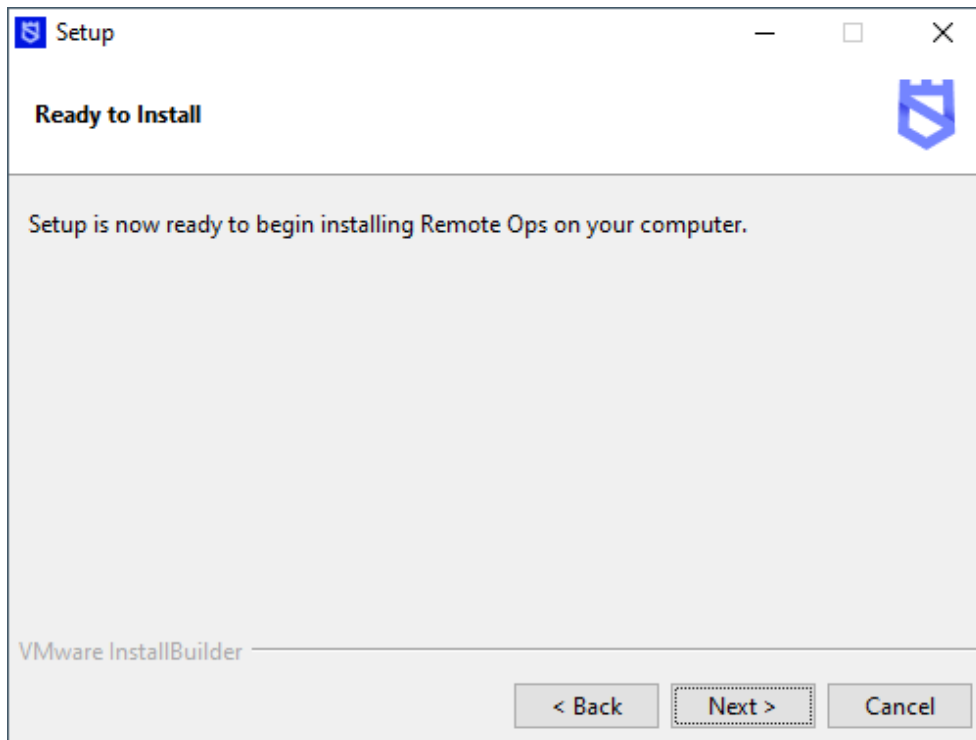 Setup
Ready to Install
Setup is now ready to begin installing Remote Ops on your computer.
VMware InstallBuilder
< Back
Next >
Cancel